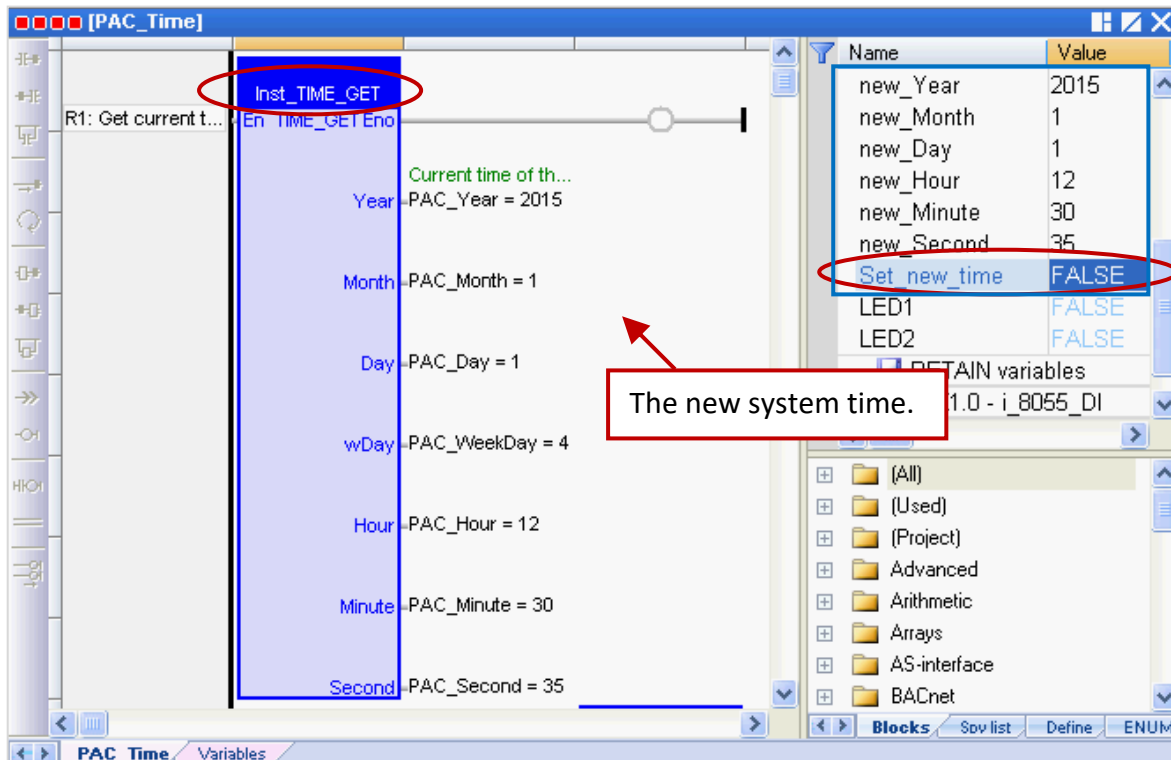 [PAC_Time]
Inst_TIME_GET
R1: Get current t...
En TIME_GET Eno
Current time of th...
Year PAC_Year = 2015
Month PAC_Month = 1
Day PAC_Day = 1
wDay PAC_WeekDay = 4
Hour PAC_Hour = 12
Minute PAC_Minute = 30
Second PAC_Second = 35
The new system time.
Name Value
new_Year 2015
new_Month 1
new_Day 1
new_Hour 12
new_Minute 30
new_Second 35
Set_new_time FALSE
LED1 FALSE
LED2 FALSE
RETAIN variables
1.0 - i_8055_DI
(All)
(Used)
(Project)
Advanced
Arithmetic
Arrays
AS-interface
BACnet
Blocks Spy list Define ENUM
PAC_Time Variables